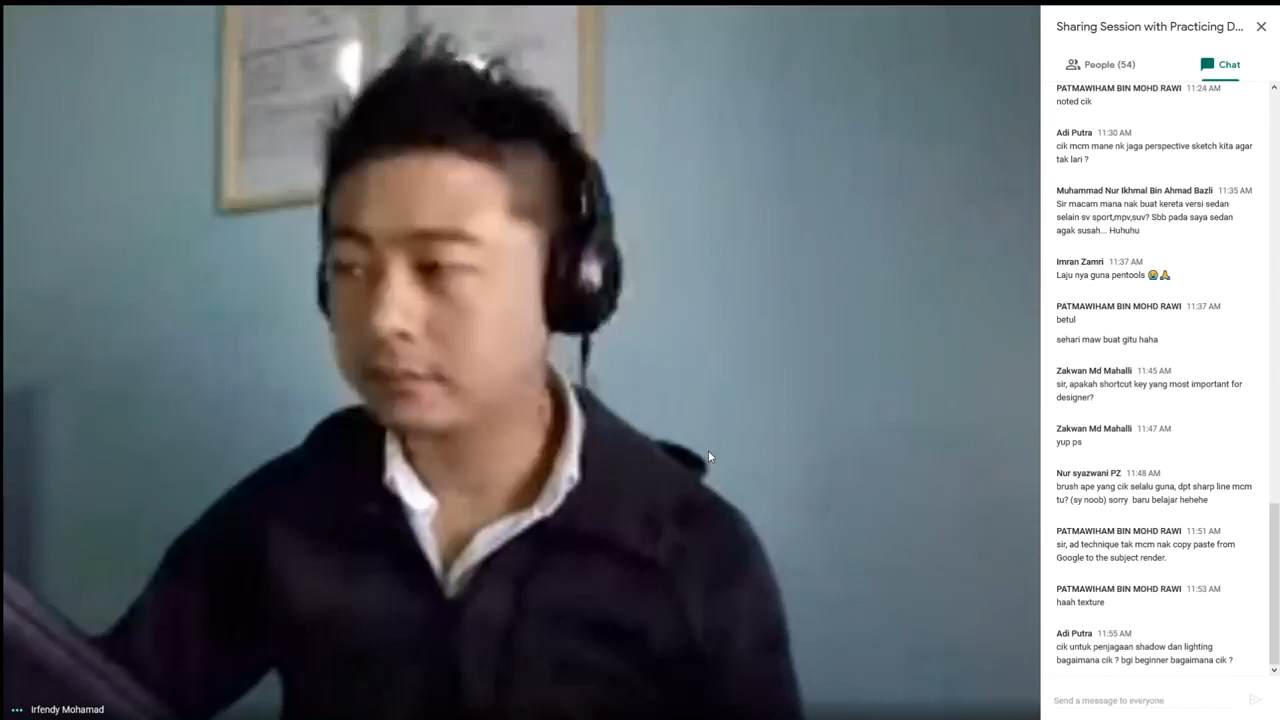 Sharing Session with Practicing D...
People (54)
Chat
PATMAWIHAM BIN MOHD RAWI 11:24 AM
noted cik
Adi Putra 11:30 AM
cik mcm mane nk jaga perspective sketch kita agar
tak lari ?
Muhammad Nur Ikhmal Bin Ahmad Bazli 11:35 AM
Sir macam mana nak buat kereta versi sedan
selain sv sport,mpv,suv? Sbb pada saya sedan
agak susah... Huhuhu
Imran Zamri 11:37 AM
Laju nya guna pentools 😭🙏
PATMAWIHAM BIN MOHD RAWI 11:37 AM
betul
sehari maw buat gitu haha
Zakwan Md Mahalli 11:45 AM
sir, apakah shortcut key yang most important for
designer?
Zakwan Md Mahalli 11:47 AM
yup ps
Nur syazwani PZ 11:48 AM
brush ape yang cik selalu guna, dpt sharp line mcm
tu? (sy noob) sorry baru belajar hehehe
PATMAWIHAM BIN MOHD RAWI 11:51 AM
sir, ad technique tak mcm nak copy paste from
Google to the subject render.
PATMAWIHAM BIN MOHD RAWI 11:53 AM
haah texture
Adi Putra 11:55 AM
cik untuk penjagaan shadow dan lighting
bagaimana cik ? bgi beginner bagaimana cik ?
Send a message to everyone
Irfendy Mohamad